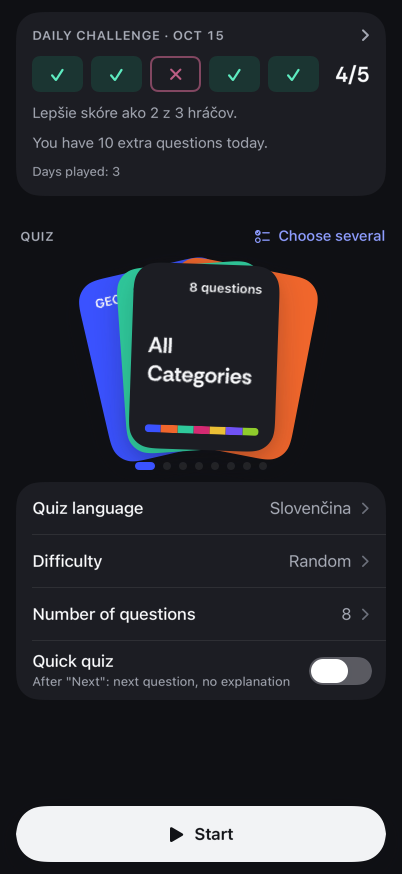 DAILY CHALLENGE · OCT 15
4/5
Lepšie skóre ako 2 z 3 hráčov.
You have 10 extra questions today.
Days played: 3
QUIZ
Choose several
8 questions
All
Categories
Quiz language
Slovenčina
Difficulty
Random
Number of questions
8
Quick quiz
After "Next": next question, no explanation
Start